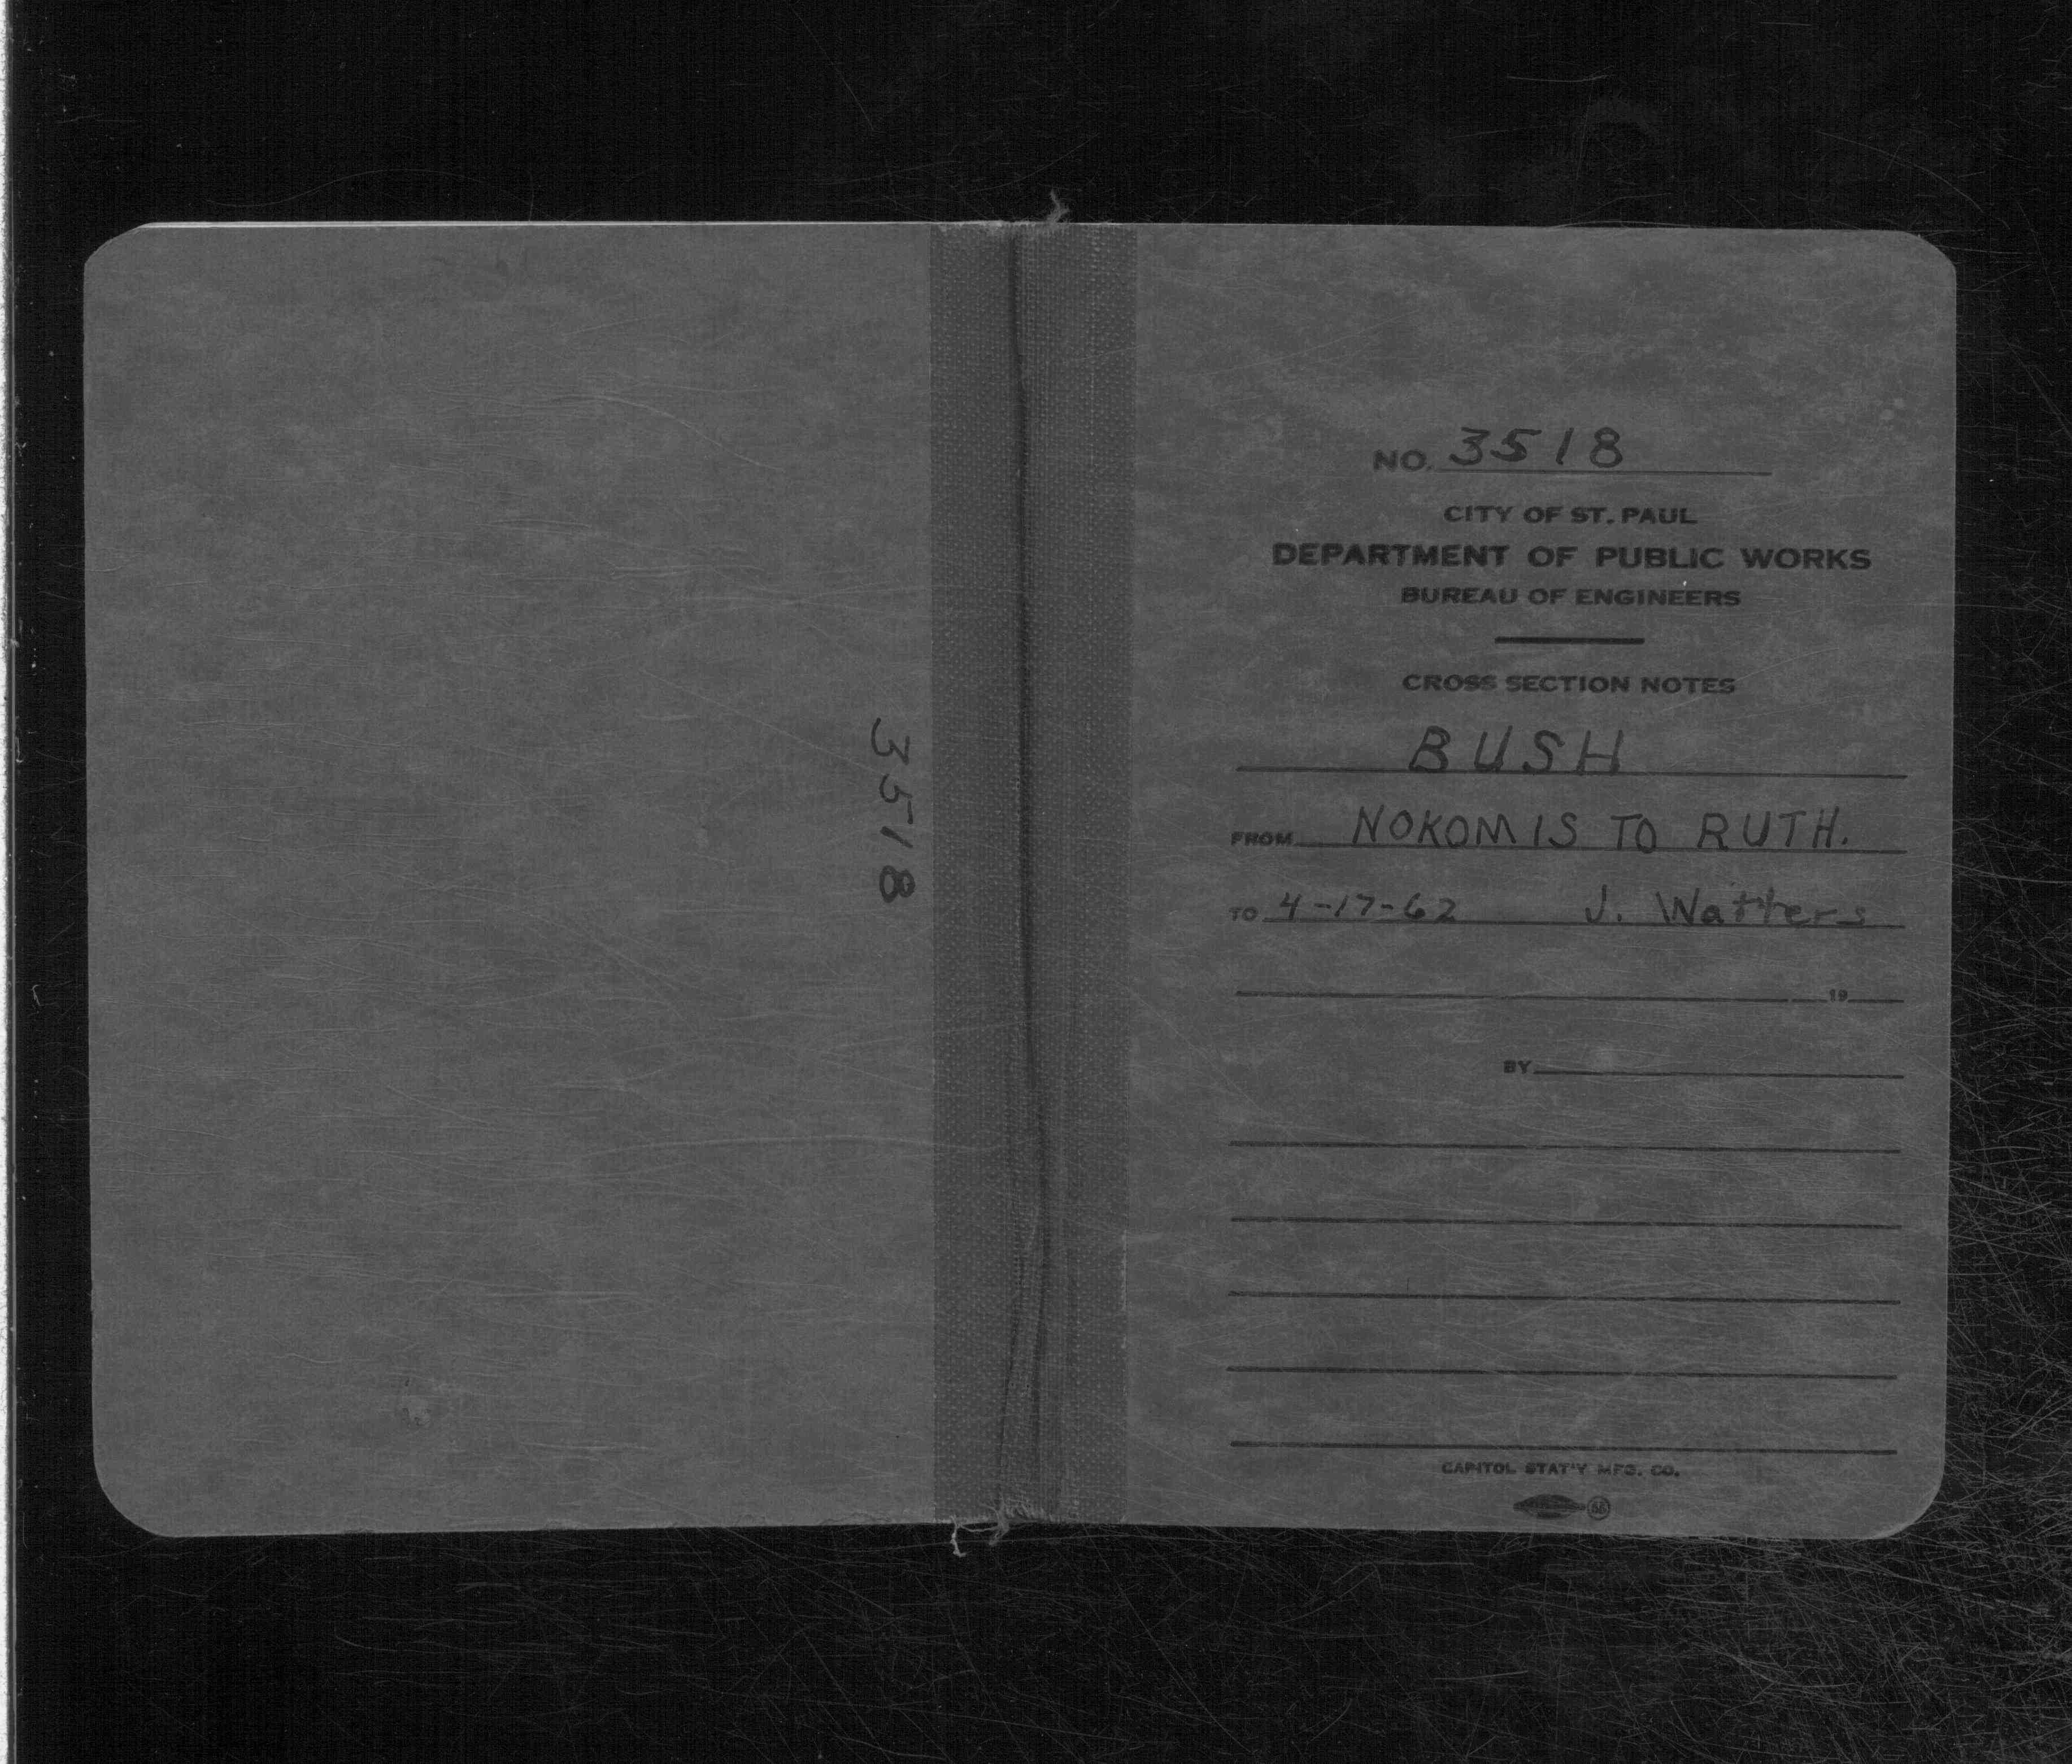 3518
NO. 3518
CITY OF ST. PAUL
DEPARTMENT OF PUBLIC WORKS
BUREAU OF ENGINEERS
CROSS SECTION NOTES
BUSH
FROM NOKOMIS TO RUTH.
TO 4-17-62 J. Watters
19
BY
CAPITOL STAT'Y MFG. CO.